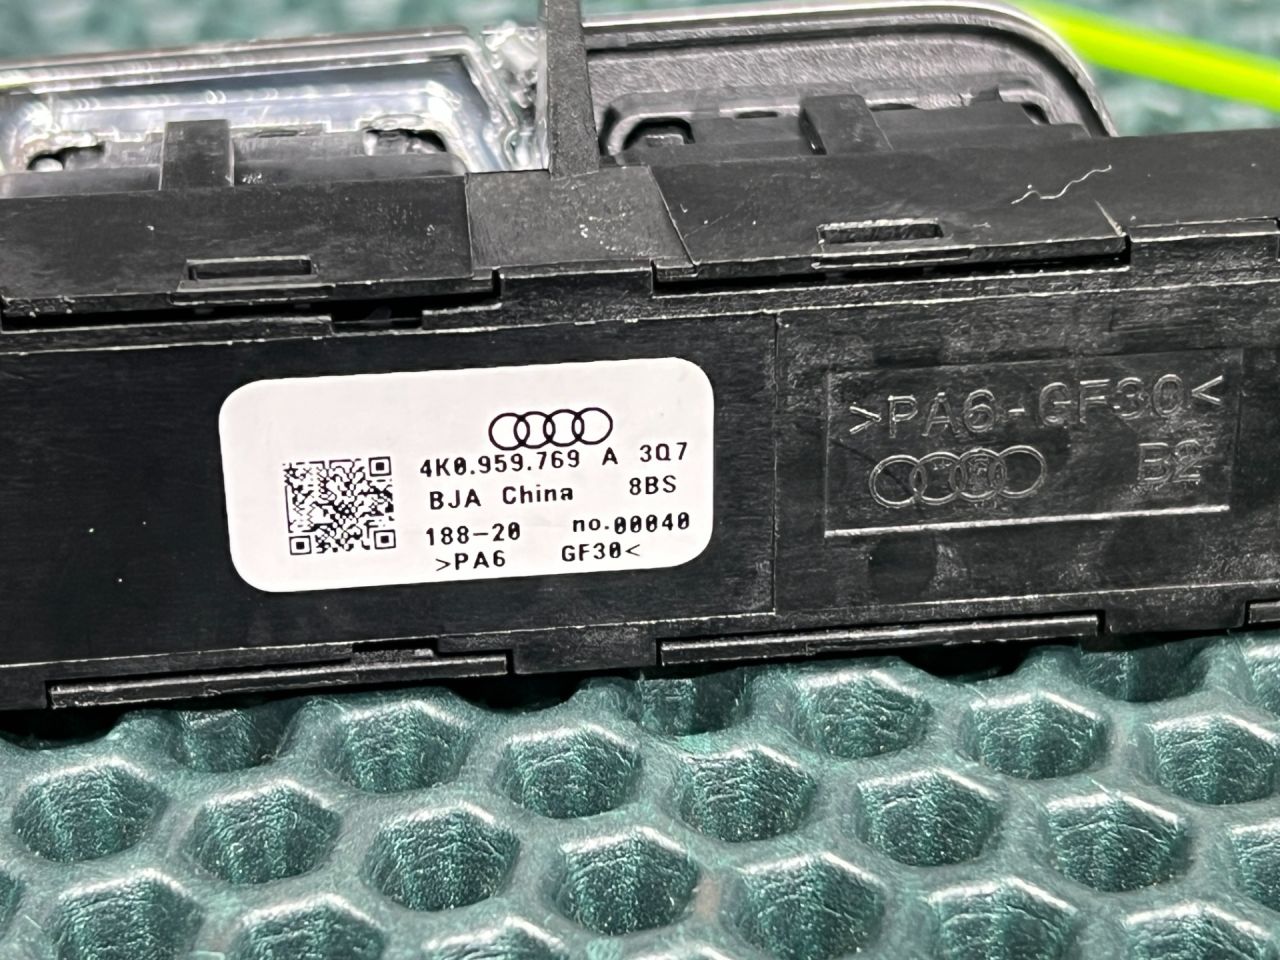 4K0.959.769 A 3Q7
BJA China 8BS
188-20 no.00040
>PA6 GF30<
>PA6-GF30<
B2